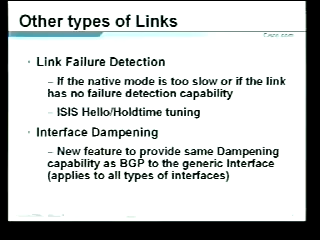 Other types of Links
Link Failure Detection
– If the native mode is too slow or if the link
has no failure detection capability
– ISIS Hello/Holdtime tuning
Interface Dampening
– New feature to provide same Dampening
capability as BGP to the generic Interface
(applies to all types of interfaces)